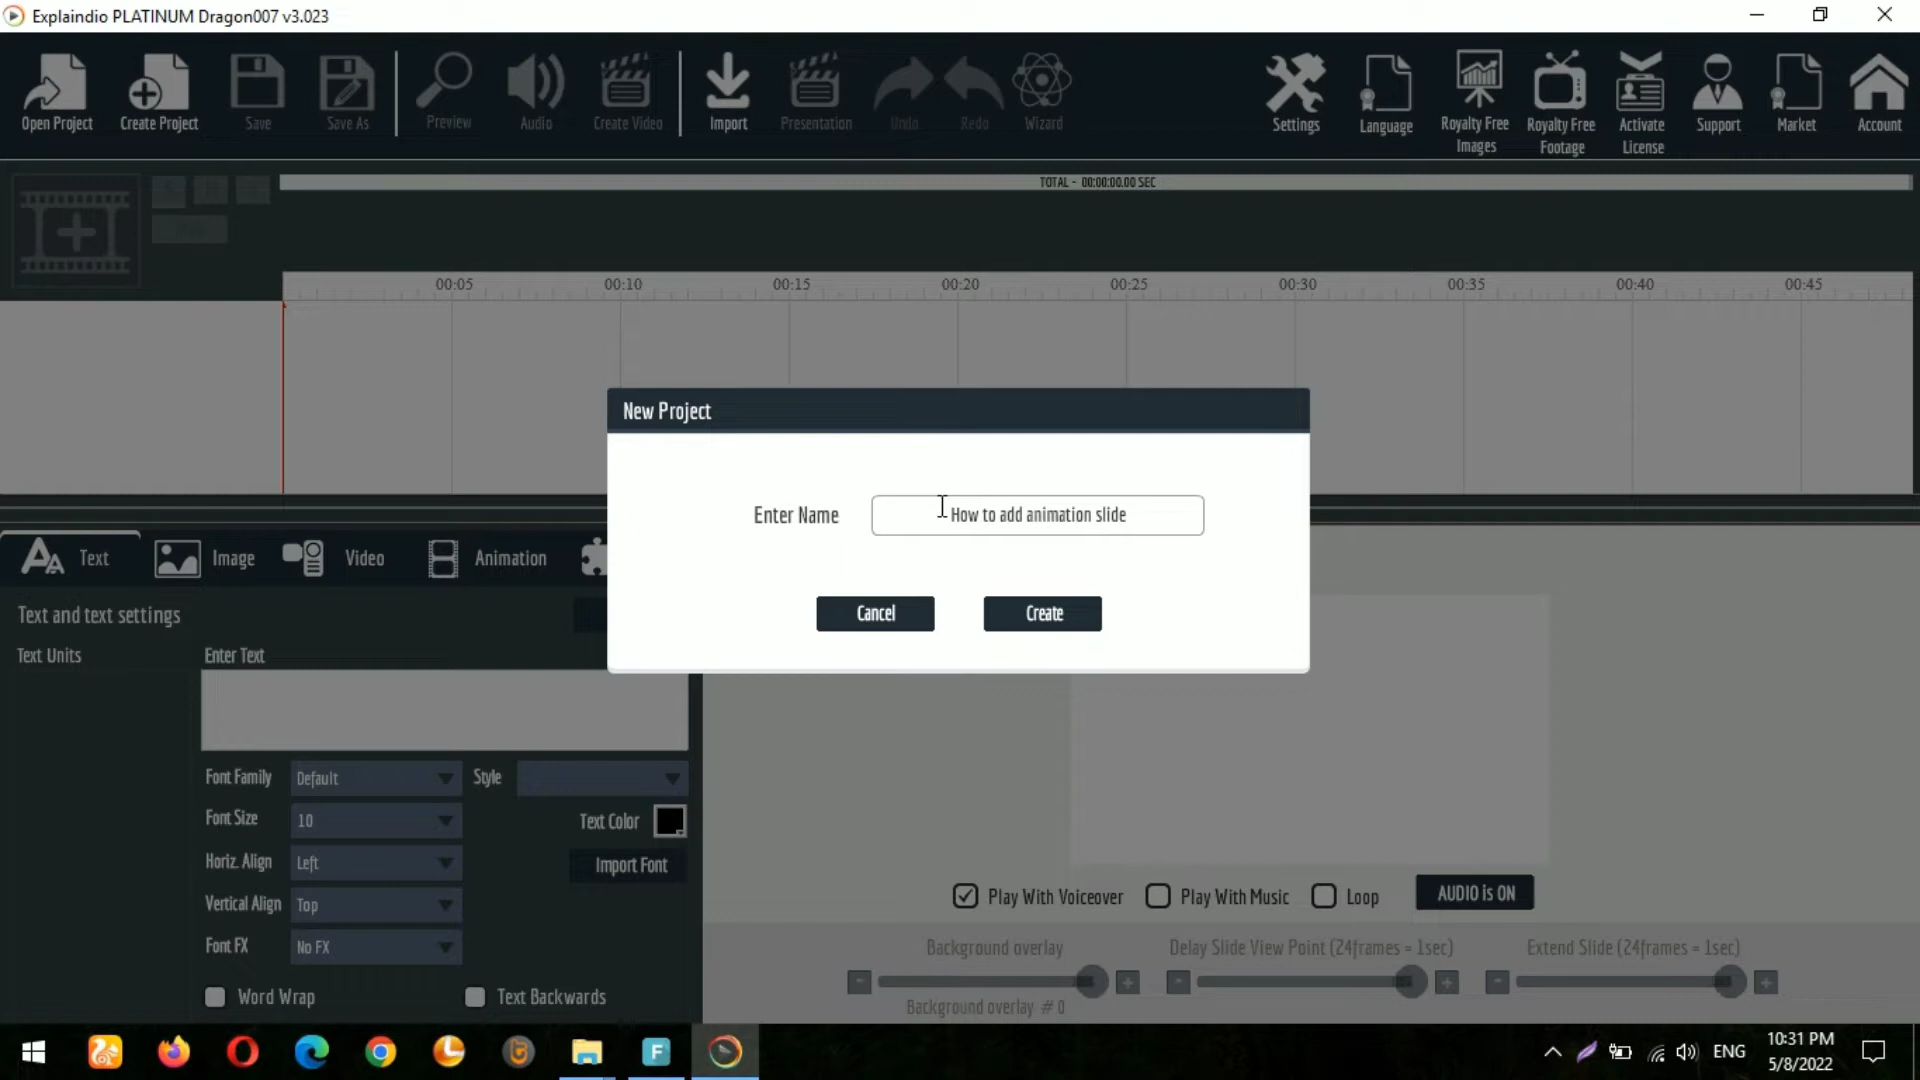 Explaindio PLATINUM Dragon007 v3.023
Open Project
Create Project
Save
Save As
Preview
Audio
Create Video
Import
Presentation
Undo
Redo
Wizard
Settings
Language
Royalty Free
Images
Royalty Free
Footage
Activate
License
Support
Market
Account
TOTAL - 00:00:00.00 SEC
00:05 00:10 00:15 00:20 00:25 00:30 00:35 00:40 00:45
New Project
Enter Name How to add animation slide
Cancel Create
Text Image Video Animation
Text and text settings
Text Units
Enter Text
Font Family Default Style
Font Size 10 Text Color
Horiz. Align Left Import Font
Vertical Align Top
Font FX No FX
Word Wrap Text Backwards
Play With Voiceover Play With Music Loop AUDIO is ON
Background overlay Delay Slide View Point (24frames = 1sec) Extend Slide (24frames = 1sec)
- + - + - +
Background overlay # 0
F
ENG
10:31 PM
5/8/2022